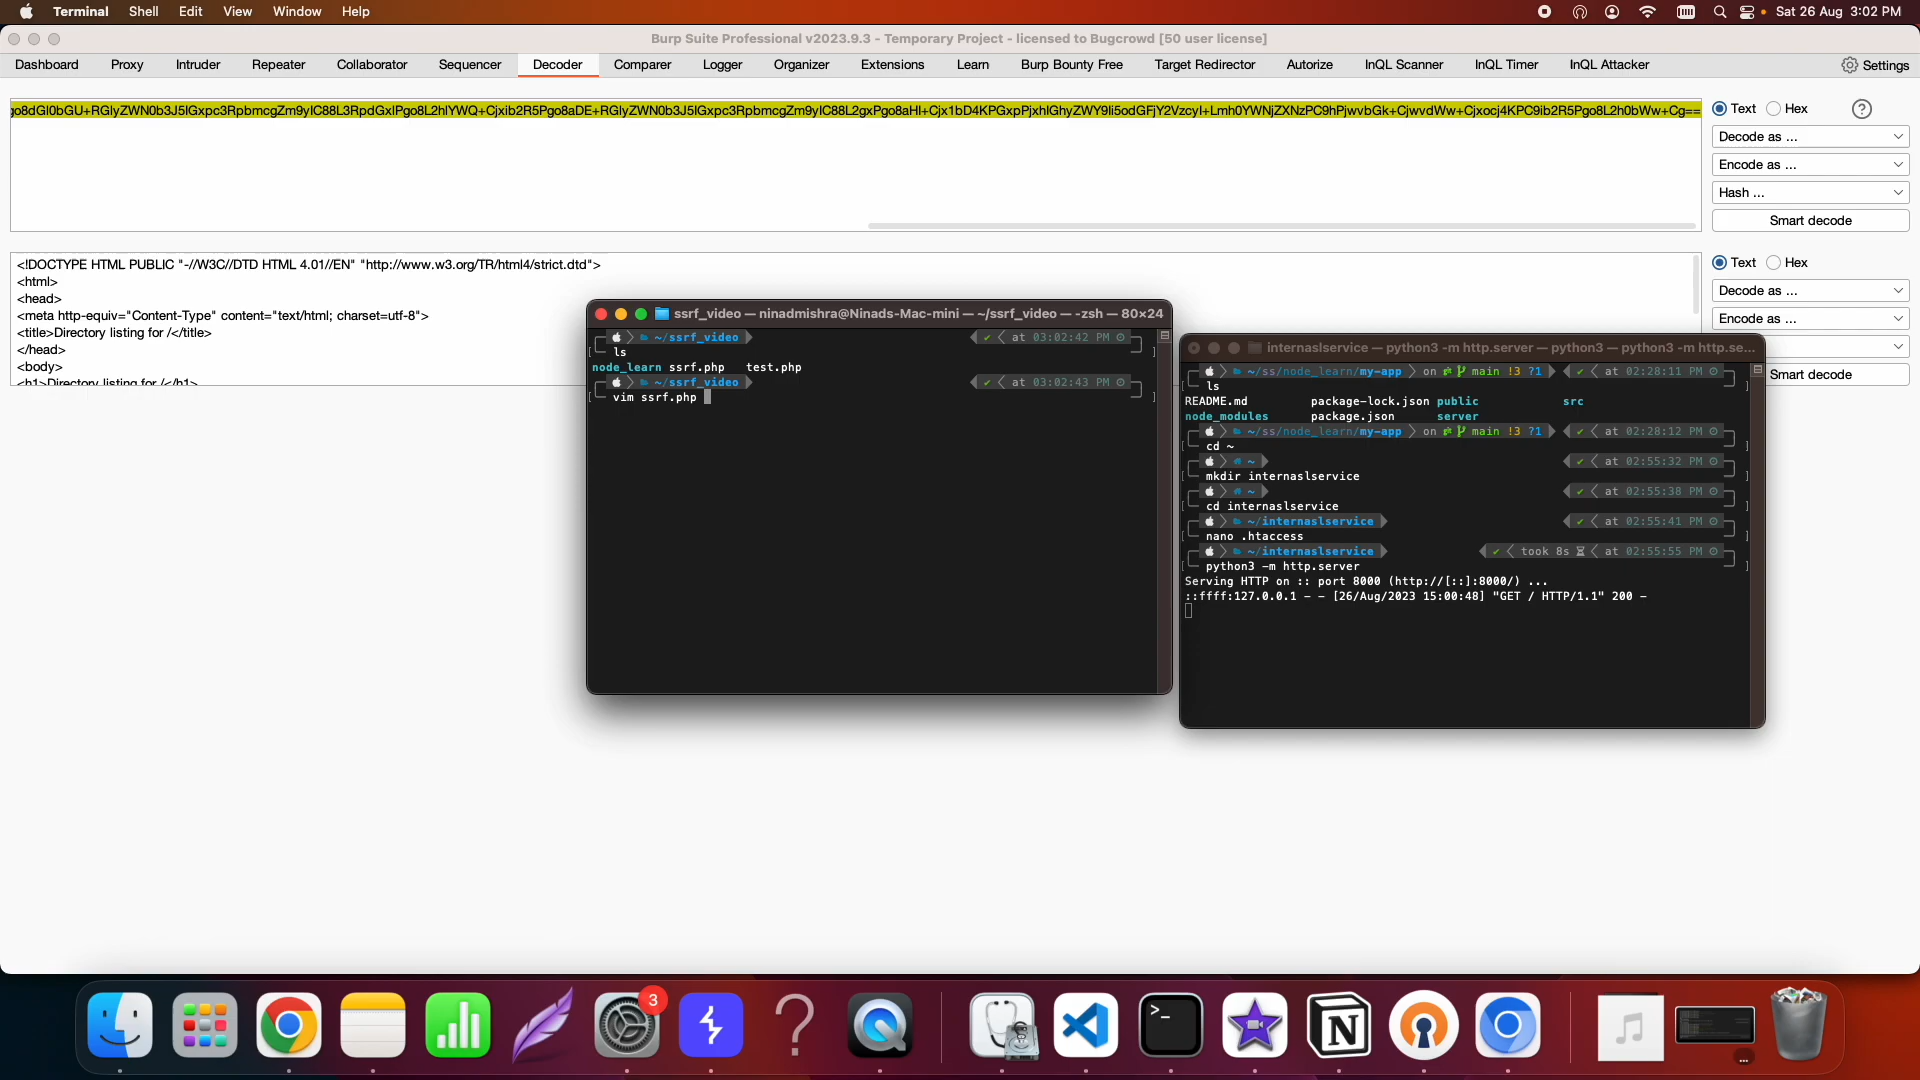 Terminal Shell Edit View Window Help Sat 26 Aug 3:02 PM
Burp Suite Professional v2023.9.3 - Temporary Project - licensed to Bugcrowd [50 user license]
Dashboard Proxy Intruder Repeater Collaborator Sequencer Decoder Comparer Logger Organizer Extensions Learn Burp Bounty Free Target Redirector Autorize InQL Scanner InQL Timer InQL Attacker Settings
Text Hex ?
Decode as ...
Encode as ...
Hash ...
Smart decode
<!DOCTYPE HTML PUBLIC "-//W3C//DTD HTML 4.01//EN" "http://www.w3.org/TR/html4/strict.dtd">
<html>
<head>
<meta http-equiv="Content-Type" content="text/html; charset=utf-8">
<title>Directory listing for /</title>
</head>
<body>
<h1>Directory listing for /</h1>
Text Hex
Decode as ...
Encode as ...
Smart decode
ssrf_video — ninadmishra@Ninads-Mac-mini — ~/ssrf_video — -zsh — 80×24
~/ssrf_video at 03:02:42 PM
ls
node_learn ssrf.php test.php
~/ssrf_video at 03:02:43 PM
vim ssrf.php
internaslservice — python3 -m http.server — python3 — python3 -m http.se...
~/ss/node_learn/my-app on main !3 ?1 at 02:28:11 PM
ls
README.md package-lock.json public src
node_modules package.json server
~/ss/node_learn/my-app on main !3 ?1 at 02:28:12 PM
cd ~
~ at 02:55:32 PM
mkdir internaslservice
~ at 02:55:38 PM
cd internaslservice
~/internaslservice at 02:55:41 PM
nano .htaccess
~/internaslservice took 8s at 02:55:55 PM
python3 -m http.server
Serving HTTP on :: port 8000 (http://[::]:8000/) ...
::ffff:127.0.0.1 - - [26/Aug/2023 15:00:48] "GET / HTTP/1.1" 200 -
3